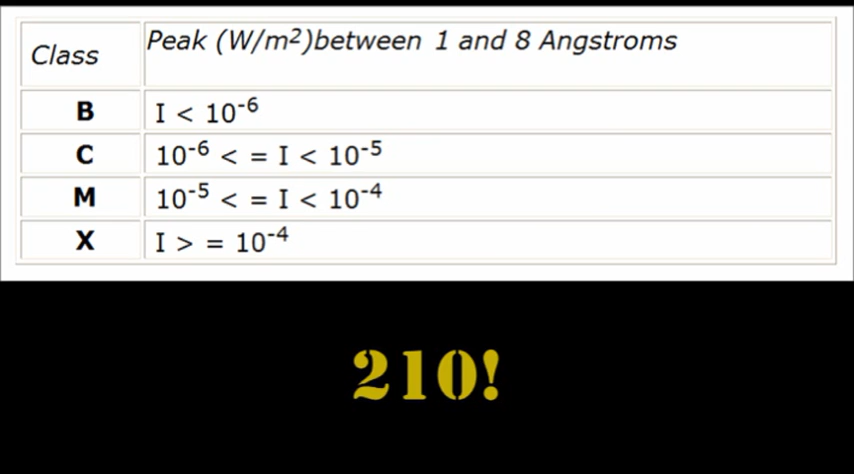 Class Peak (W/m²)between 1 and 8 Angstroms
B I < 10⁻⁶
C 10⁻⁶ < = I < 10⁻⁵
M 10⁻⁵ < = I < 10⁻⁴
X I > = 10⁻⁴
210!